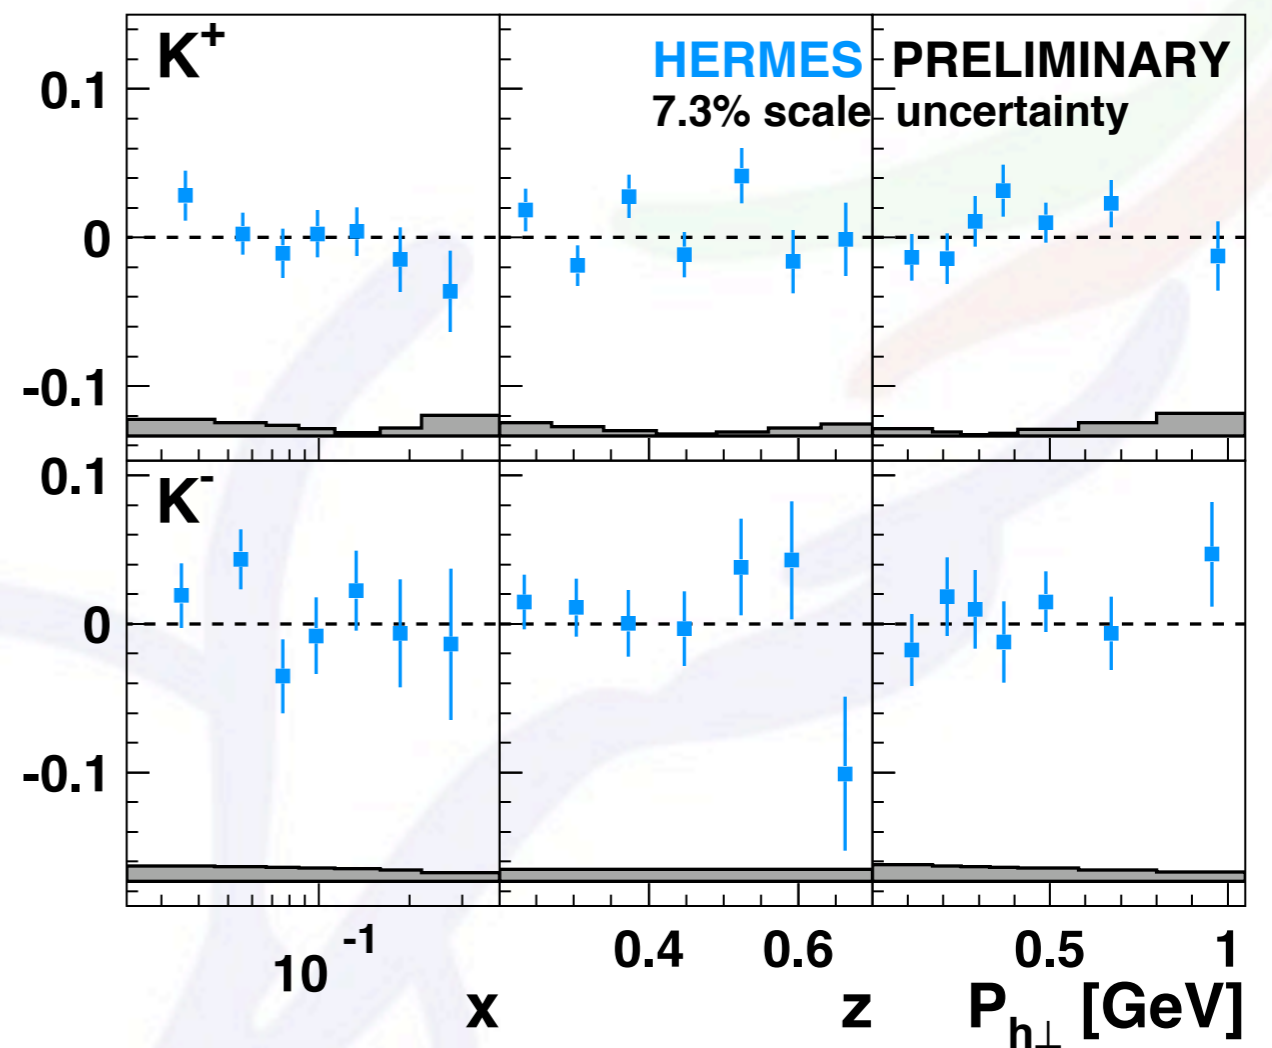 K+
HERMES PRELIMINARY
7.3% scale uncertainty
0.1
0
-0.1
K-
0.1
0
-0.1
10-1
0.4
0.6
0.5
1
x
z
Ph⊥ [GeV]